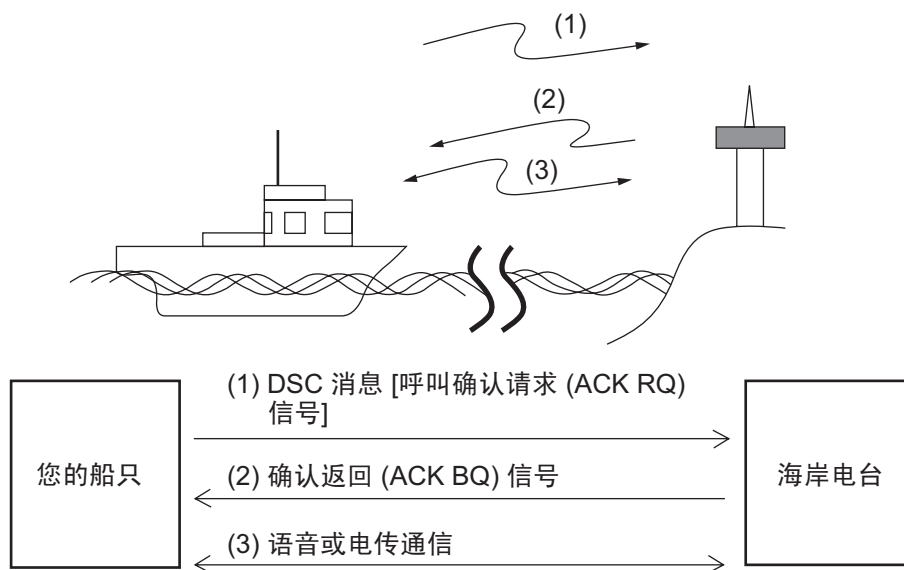 (1)
(2)
(3)
(1) DSC 消息 [呼叫确认请求 (ACK RQ)
信号]
您的船只
(2) 确认返回 (ACK BQ) 信号
海岸电台
(3) 语音或电传通信